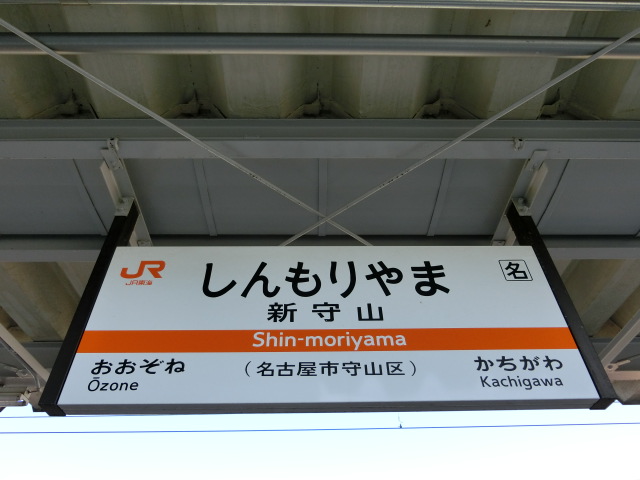 JR
JR東海
しんもりやま
名
新守山
Shin-moriyama
おおぞね
Ōzone
（名古屋市守山区）
かちがわ
Kachigawa